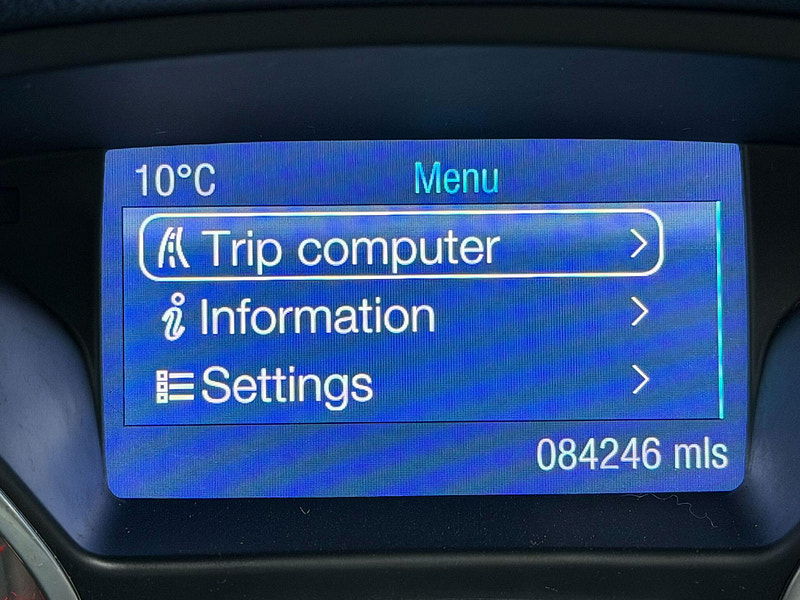 10°C Menu
Trip computer
Information
Settings
084246 mls